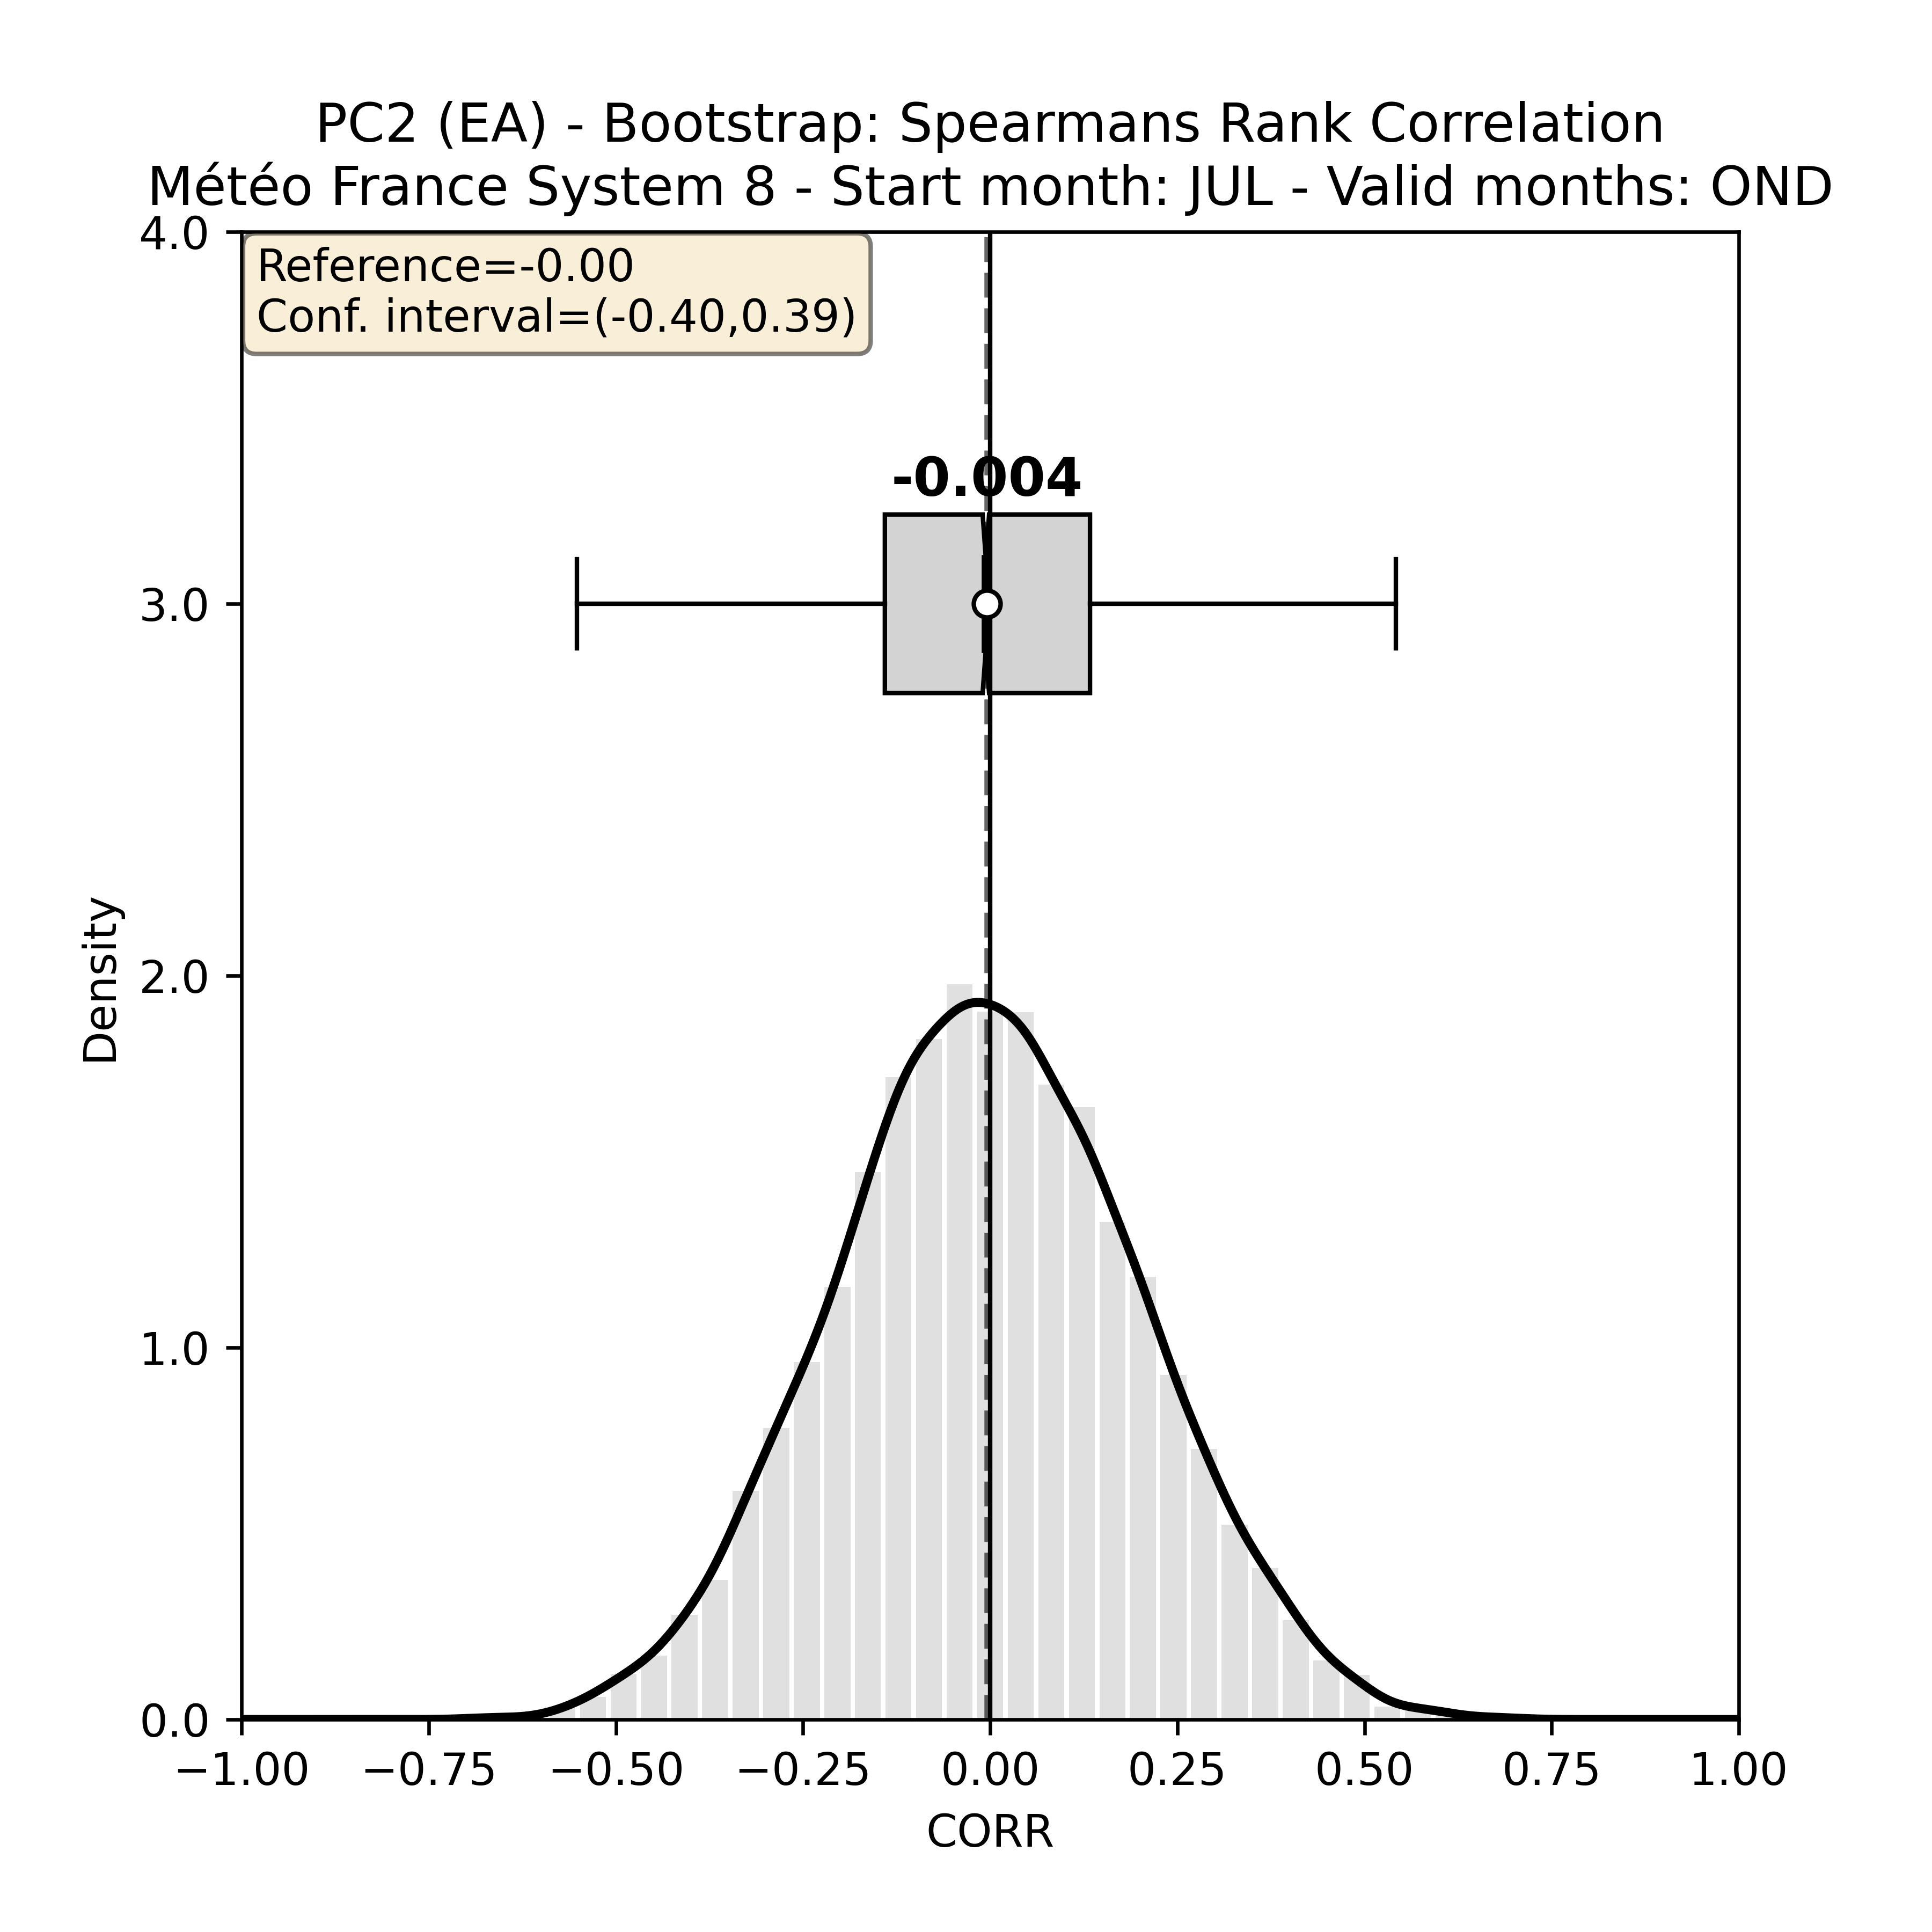 PC2 (EA) - Bootstrap: Spearmans Rank Correlation
Météo France System 8 - Start month: JUL - Valid months: OND
Reference=-0.00
Conf. interval=(-0.40,0.39)
-0.004
4.0
3.0
2.0
1.0
0.0
Density
−1.00 −0.75 −0.50 −0.25 0.00 0.25 0.50 0.75 1.00
CORR